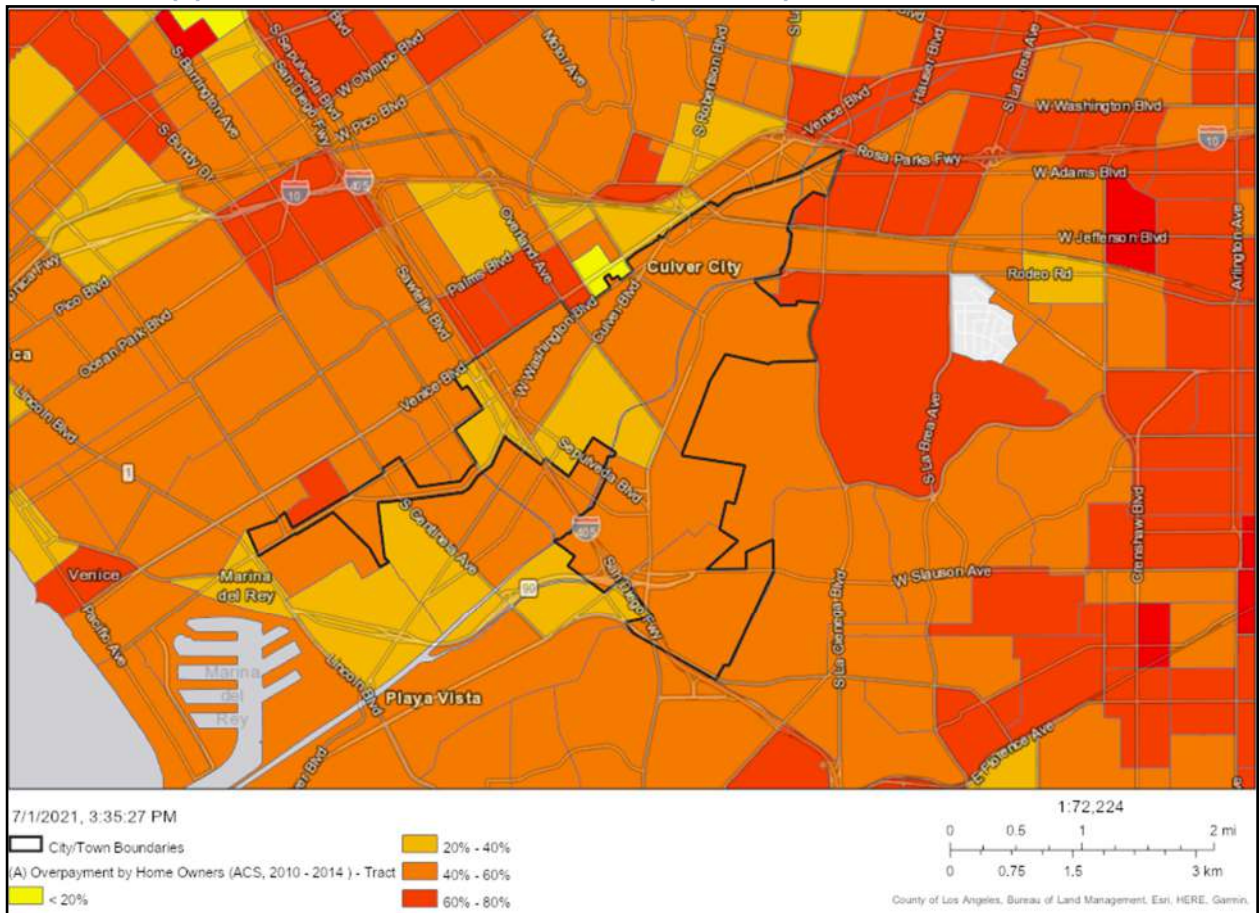 S Barrington Ave
S Sepulveda Blvd
San Diego Fwy
Blvd
W Olympic Blvd
W Pico Blvd
Motor Ave
S Robertson Blvd
Venice Blvd
Hauser Blvd
S La Brea Ave
W Washington Blvd
10
S Bundy Dr
Rosa Parks Fwy
W Adams Blvd
405
10
Overland Ave
W Jefferson Blvd
Arlington Ave
Culver City
Rodeo Rd
Palms Blvd
Fwy
Pico Blvd
Sawtelle Blvd
Culver Blvd
W Washington Blvd
ica
Ocean Park Blvd
Venice Blvd
Lincoln Blvd
S La Brea Ave
1
Sepulveda Blvd
S Centinela Ave
Crenshaw Blvd
405
Venice
Marina
del Rey
90
San Diego Fwy
W Slauson Ave
Pacific Ave
S La Cienega Blvd
Marina
del
Rey
Lincoln Blvd
Playa Vista
E Florence Ave
7/1/2021, 3:35:27 PM
City/Town Boundaries
(A) Overpayment by Home Owners (ACS, 2010 - 2014 ) - Tract
< 20%
20% - 40%
40% - 60%
60% - 80%
1:72,224
0 0.5 1 2 mi
0 0.75 1.5 3 km
County of Los Angeles, Bureau of Land Management, Esri, HERE, Garmin,